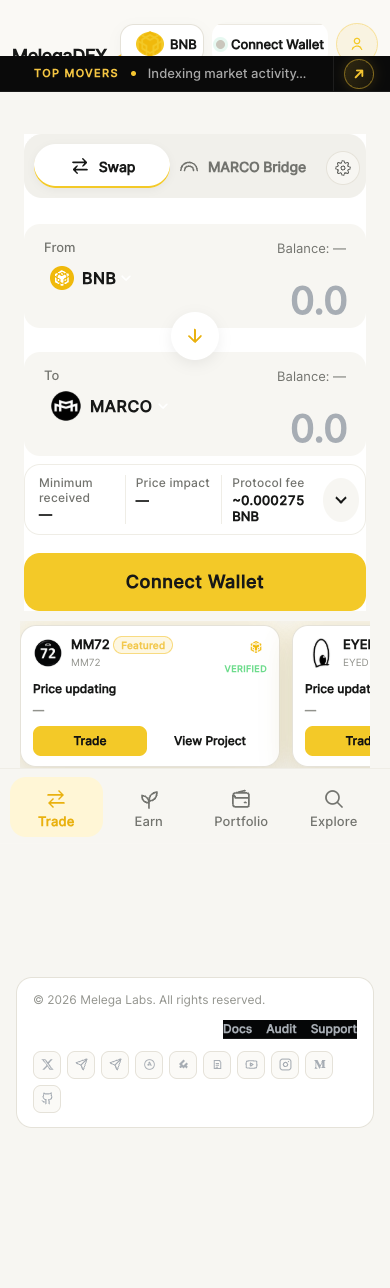 MelegaDEX
BNB
Connect Wallet
TOP MOVERS
Indexing market activity...
Swap
MARCO Bridge
From
Balance: —
BNB
0.0
To
Balance: —
MARCO
0.0
Minimum received
—
Price impact
—
Protocol fee
~0.000275 BNB
Connect Wallet
72
MM72 Featured
MM72
VERIFIED
Price updating
—
Trade
View Project
EYED
Price updat
—
Trad
Trade
Earn
Portfolio
Explore
© 2026 Melega Labs. All rights reserved.
Docs Audit Support